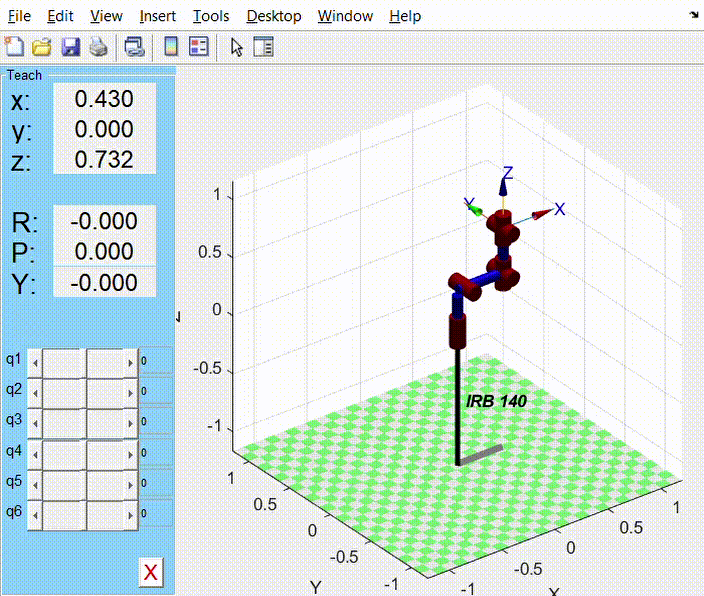 File Edit View Insert Tools Desktop Window Help
Teach
x: 0.430
y: 0.000
z: 0.732
R: -0.000
P: 0.000
Y: -0.000
q1 0
q2 0
q3 0
q4 0
q5 0
q6 0
X
Z
Y
X
IRB 140
1
0.5
0
-0.5
-1
1
0.5
0
-0.5
-1
Y
1
0.5
0
-0.5
-1
X